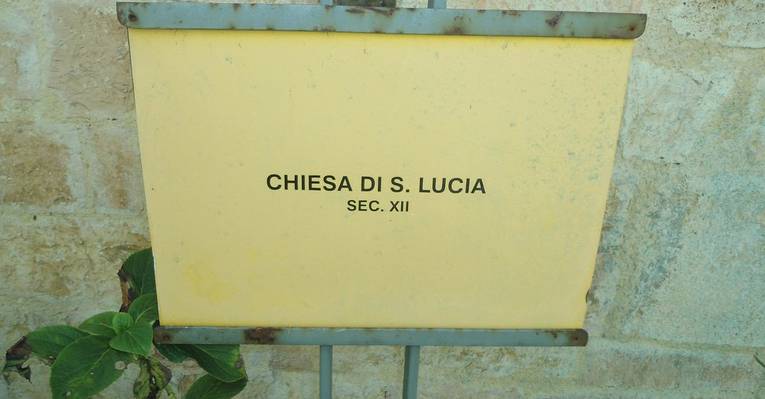 CHIESA DI S. LUCIA
SEC. XII